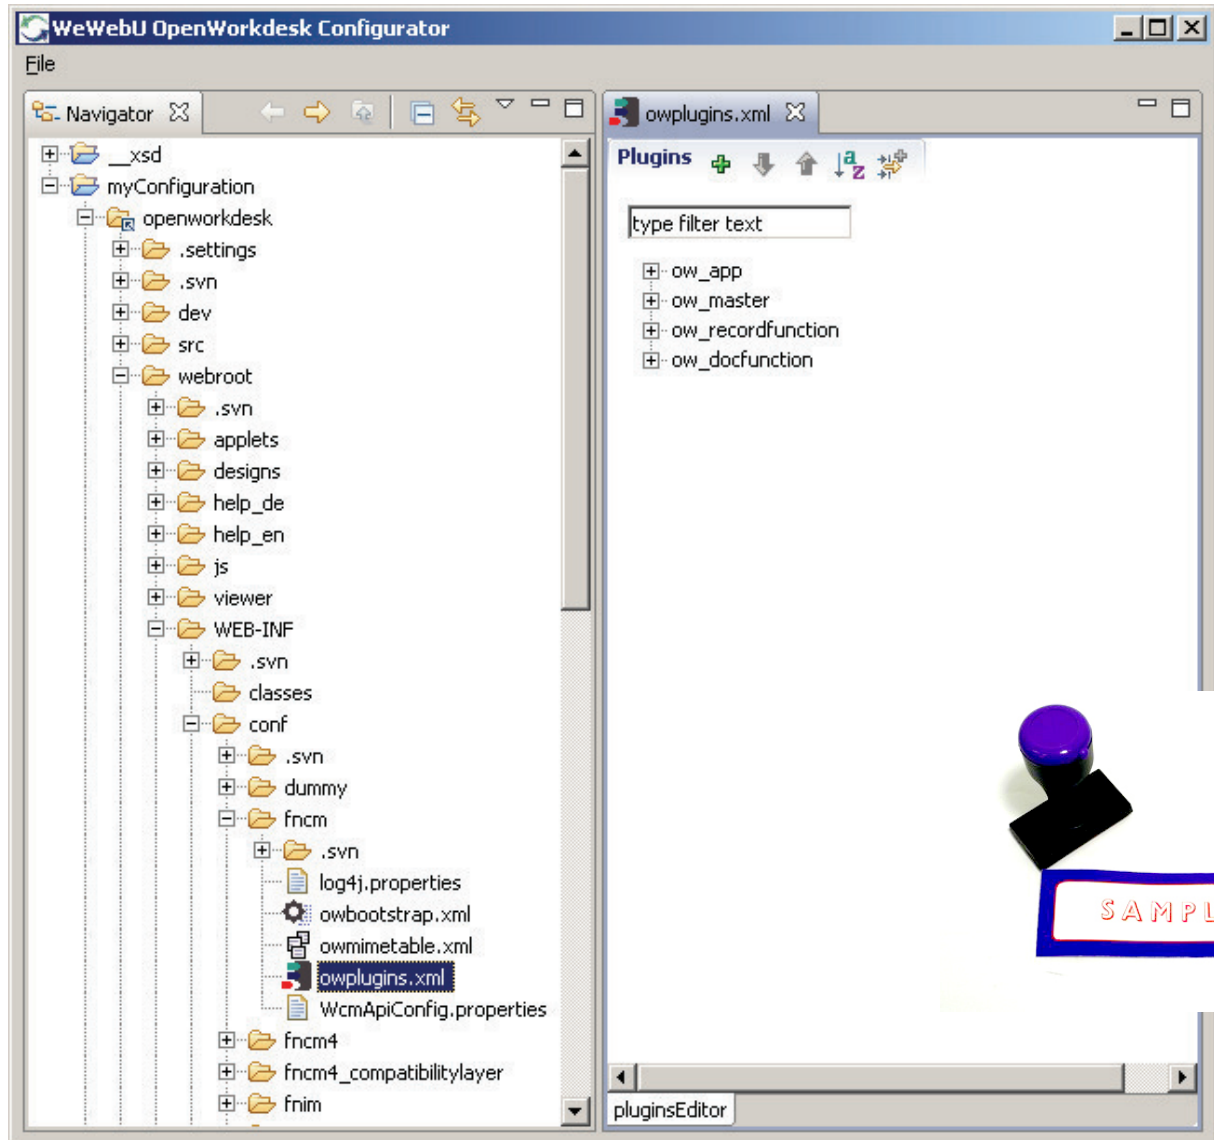 WeWebU OpenWorkdesk Configurator
File
Navigator
__xsd
myConfiguration
openworkdesk
.settings
.svn
dev
src
webroot
.svn
applets
designs
help_de
help_en
js
viewer
WEB-INF
.svn
classes
conf
.svn
dummy
fncm
.svn
log4j.properties
owbootstrap.xml
owmimetable.xml
owplugins.xml
WcmApiConfig.properties
fncm4
fncm4_compatibilitylayer
fnim
owplugins.xml
Plugins
type filter text
ow_app
ow_master
ow_recordfunction
ow_docfunction
SAMPL
pluginsEditor